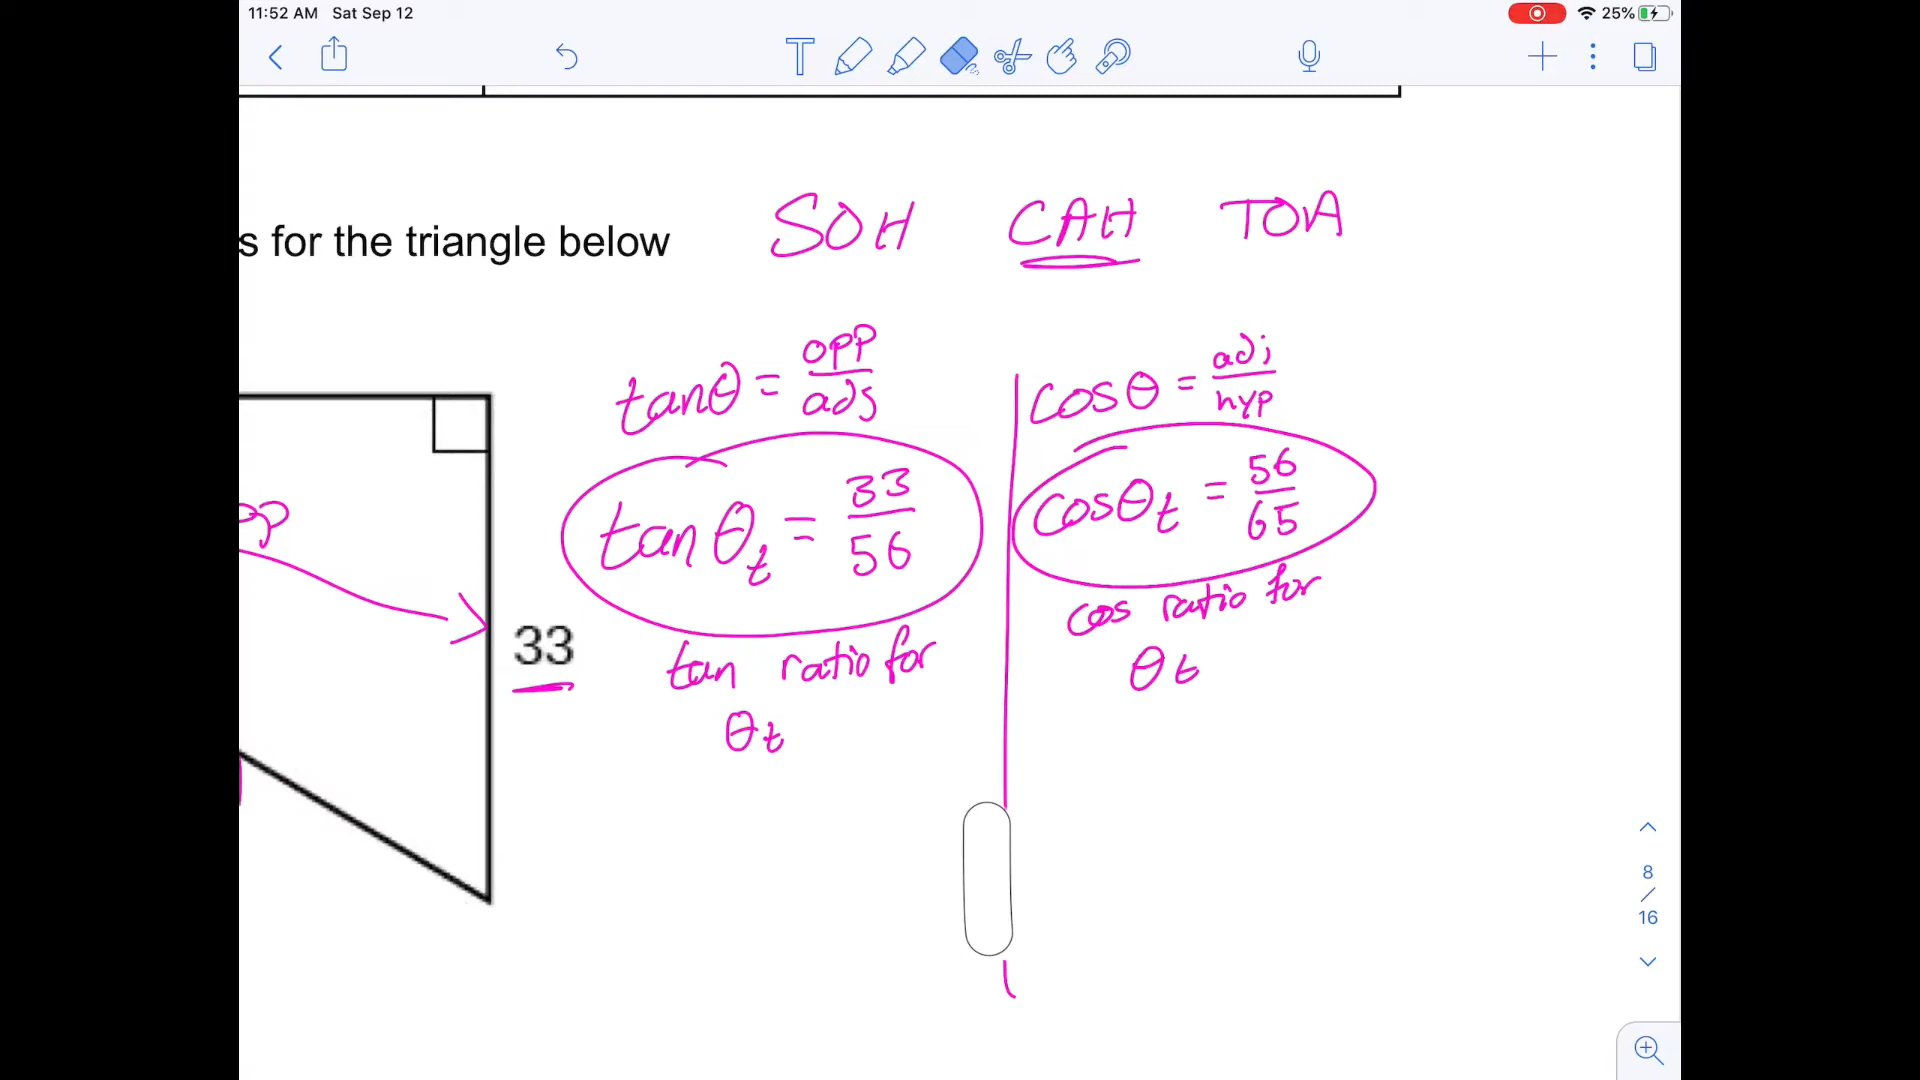 11:52 AM Sat Sep 12
25%
s for the triangle below
SOH CAH TOA
tanθ = opp/adj
cosθ = adj/hyp
tan θt = 33/56
cosθt = 56/65
cos ratio for
θt
33
tan ratio for
θt
8
/
16